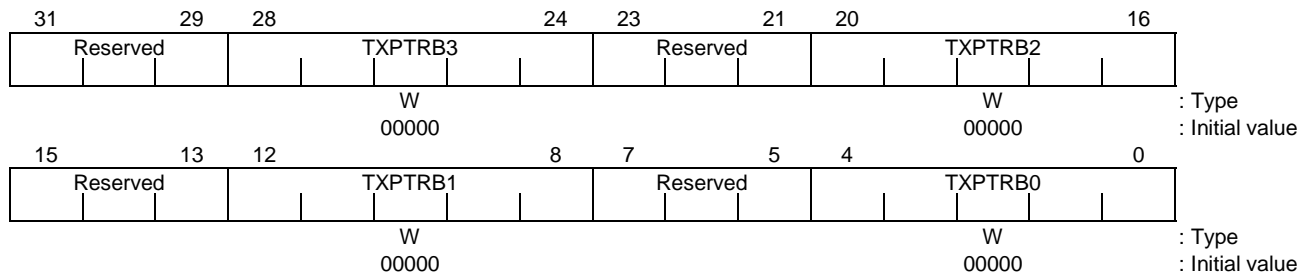 31 29 28 24 23 21 20 16
Reserved TXPTRB3 Reserved TXPTRB2
W W : Type
00000 00000 : Initial value
15 13 12 8 7 5 4 0
Reserved TXPTRB1 Reserved TXPTRB0
W W : Type
00000 00000 : Initial value